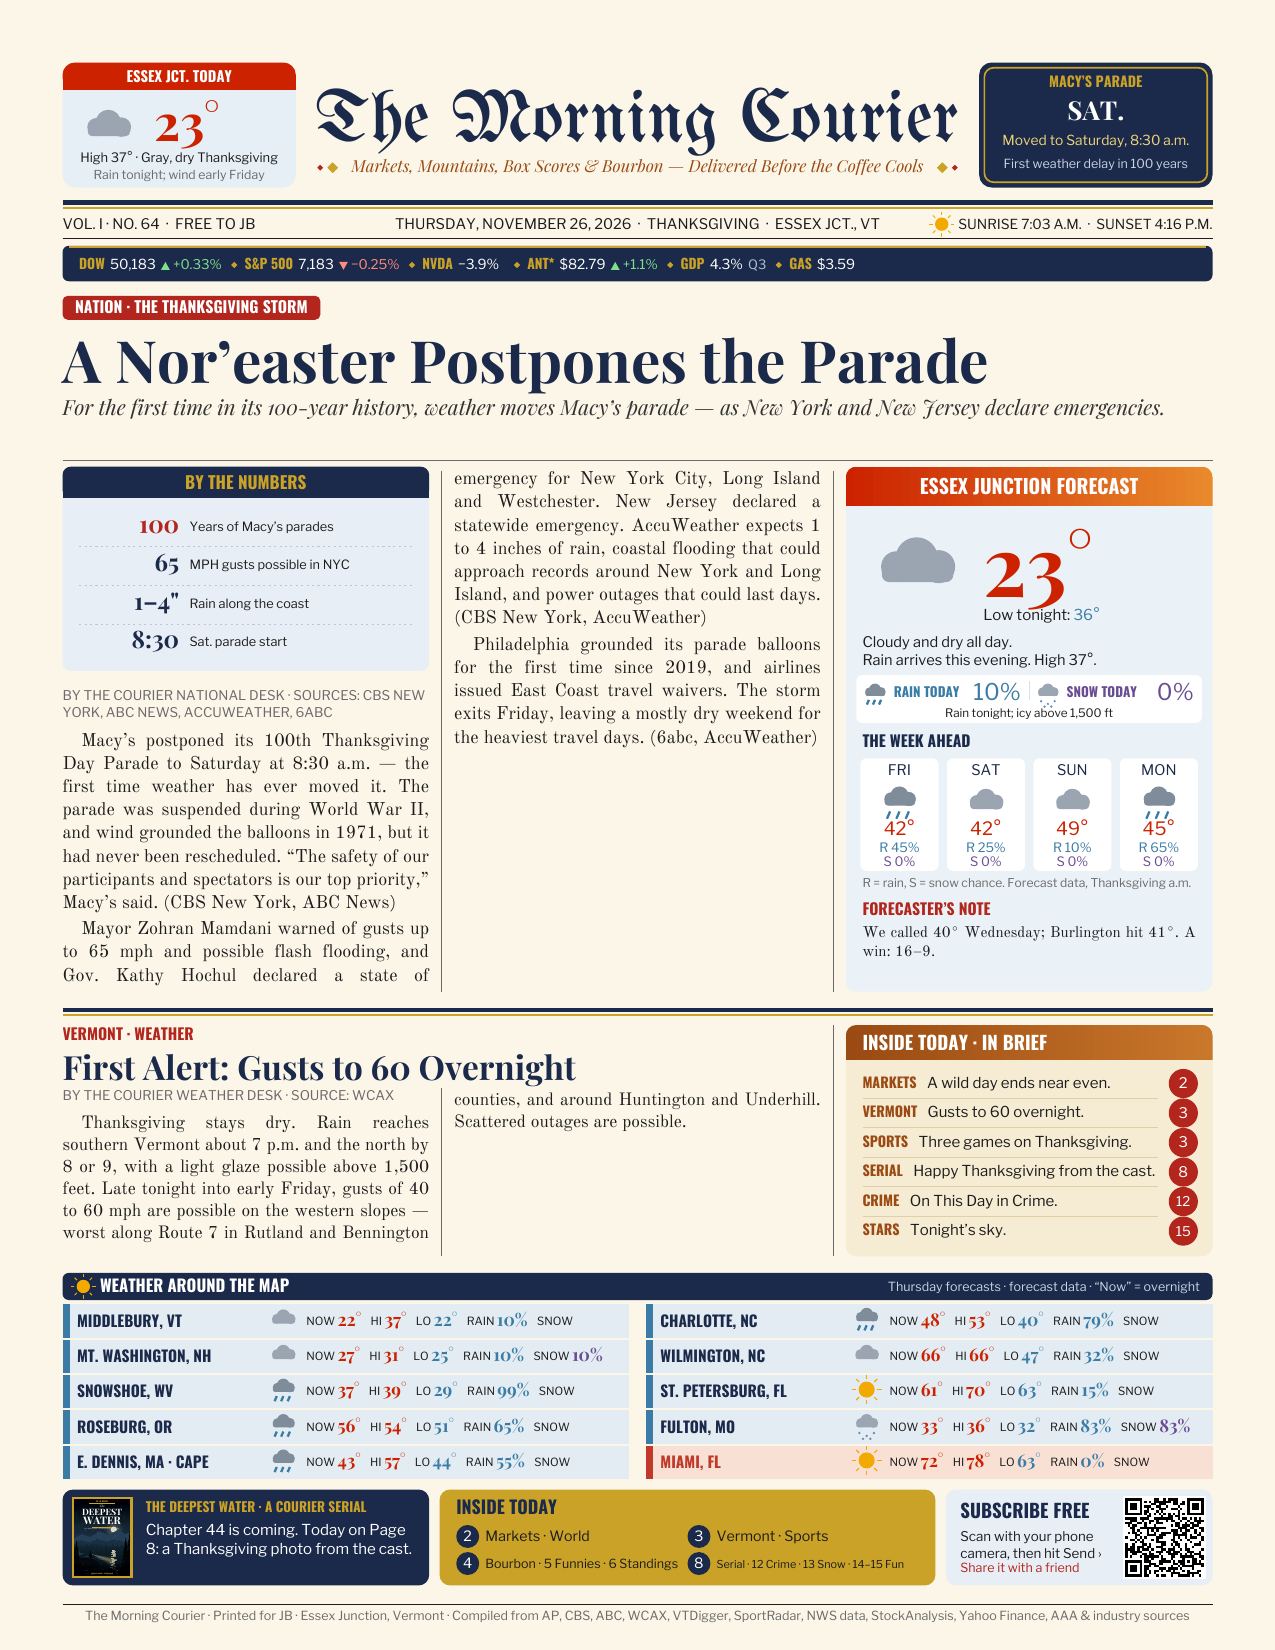 ESSEX JCT. TODAY
23°
High 37° · Gray, dry Thanksgiving
Rain tonight; wind early Friday
The Morning Courier
Markets, Mountains, Box Scores & Bourbon — Delivered Before the Coffee Cools
MACY'S PARADE
SAT.
Moved to Saturday, 8:30 a.m.
First weather delay in 100 years
VOL. I · NO. 64 · FREE TO JB
THURSDAY, NOVEMBER 26, 2026 · THANKSGIVING · ESSEX JCT., VT
SUNRISE 7:03 A.M. · SUNSET 4:16 P.M.
DOW 50,183 ▲ +0.33% ◆ S&P 500 7,183 ▼ −0.25% ◆ NVDA −3.9% ◆ ANT* $82.79 ▲ +1.1% ◆ GDP 4.3% Q3 ◆ GAS $3.59
NATION · THE THANKSGIVING STORM
A Nor’easter Postpones the Parade
For the first time in its 100-year history, weather moves Macy’s parade — as New York and New Jersey declare emergencies.
BY THE NUMBERS
100 Years of Macy’s parades
65 MPH gusts possible in NYC
1–4" Rain along the coast
8:30 Sat. parade start
BY THE COURIER NATIONAL DESK · SOURCES: CBS NEW
YORK, ABC NEWS, ACCUWEATHER, 6ABC
Macy’s postponed its 100th Thanksgiving
Day Parade to Saturday at 8:30 a.m. — the
first time weather has ever moved it. The
parade was suspended during World War II,
and wind grounded the balloons in 1971, but it
had never been rescheduled. “The safety of our
participants and spectators is our top priority,”
Macy’s said. (CBS New York, ABC News)
Mayor Zohran Mamdani warned of gusts up
to 65 mph and possible flash flooding, and
Gov. Kathy Hochul declared a state of
emergency for New York City, Long Island
and Westchester. New Jersey declared a
statewide emergency. AccuWeather expects 1
to 4 inches of rain, coastal flooding that could
approach records around New York and Long
Island, and power outages that could last days.
(CBS New York, AccuWeather)
Philadelphia grounded its parade balloons
for the first time since 2019, and airlines
issued East Coast travel waivers. The storm
exits Friday, leaving a mostly dry weekend for
the heaviest travel days. (6abc, AccuWeather)
ESSEX JUNCTION FORECAST
23°
Low tonight: 36°
Cloudy and dry all day.
Rain arrives this evening. High 37°.
RAIN TODAY 10% SNOW TODAY 0%
Rain tonight; icy above 1,500 ft
THE WEEK AHEAD
FRI SAT SUN MON
42° 42° 49° 45°
R 45% R 25% R 10% R 65%
S 0% S 0% S 0% S 0%
R = rain, S = snow chance. Forecast data, Thanksgiving a.m.
FORECASTER’S NOTE
We called 40° Wednesday; Burlington hit 41°. A
win: 16–9.
VERMONT · WEATHER
First Alert: Gusts to 60 Overnight
BY THE COURIER WEATHER DESK · SOURCE: WCAX
Thanksgiving stays dry. Rain reaches
southern Vermont about 7 p.m. and the north by
8 or 9, with a light glaze possible above 1,500
feet. Late tonight into early Friday, gusts of 40
to 60 mph are possible on the western slopes —
worst along Route 7 in Rutland and Bennington
counties, and around Huntington and Underhill.
Scattered outages are possible.
INSIDE TODAY · IN BRIEF
MARKETS A wild day ends near even. 2
VERMONT Gusts to 60 overnight. 3
SPORTS Three games on Thanksgiving. 3
SERIAL Happy Thanksgiving from the cast. 8
CRIME On This Day in Crime. 12
STARS Tonight’s sky. 15
WEATHER AROUND THE MAP
Thursday forecasts · forecast data · “Now” = overnight
MIDDLEBURY, VT NOW 22° HI 37° LO 22° RAIN 10% SNOW
MT. WASHINGTON, NH NOW 27° HI 31° LO 25° RAIN 10% SNOW 10%
SNOWSHOE, WV NOW 37° HI 39° LO 29° RAIN 99% SNOW
ROSEBURG, OR NOW 56° HI 54° LO 51° RAIN 65% SNOW
E. DENNIS, MA · CAPE NOW 43° HI 57° LO 44° RAIN 55% SNOW
CHARLOTTE, NC NOW 48° HI 53° LO 40° RAIN 79% SNOW
WILMINGTON, NC NOW 66° HI 66° LO 47° RAIN 32% SNOW
ST. PETERSBURG, FL NOW 61° HI 70° LO 63° RAIN 15% SNOW
FULTON, MO NOW 33° HI 36° LO 32° RAIN 83% SNOW 83%
MIAMI, FL NOW 72° HI 78° LO 63° RAIN 0% SNOW
DEEPEST
WATER
THE DEEPEST WATER · A COURIER SERIAL
Chapter 44 is coming. Today on Page
8: a Thanksgiving photo from the cast.
INSIDE TODAY
2 Markets · World 3 Vermont · Sports
4 Bourbon · 5 Funnies · 6 Standings 8 Serial · 12 Crime · 13 Snow · 14–15 Fun
SUBSCRIBE FREE
Scan with your phone
camera, then hit Send ›
Share it with a friend
The Morning Courier · Printed for JB · Essex Junction, Vermont · Compiled from AP, CBS, ABC, WCAX, VTDigger, SportRadar, NWS data, StockAnalysis, Yahoo Finance, AAA & industry sources